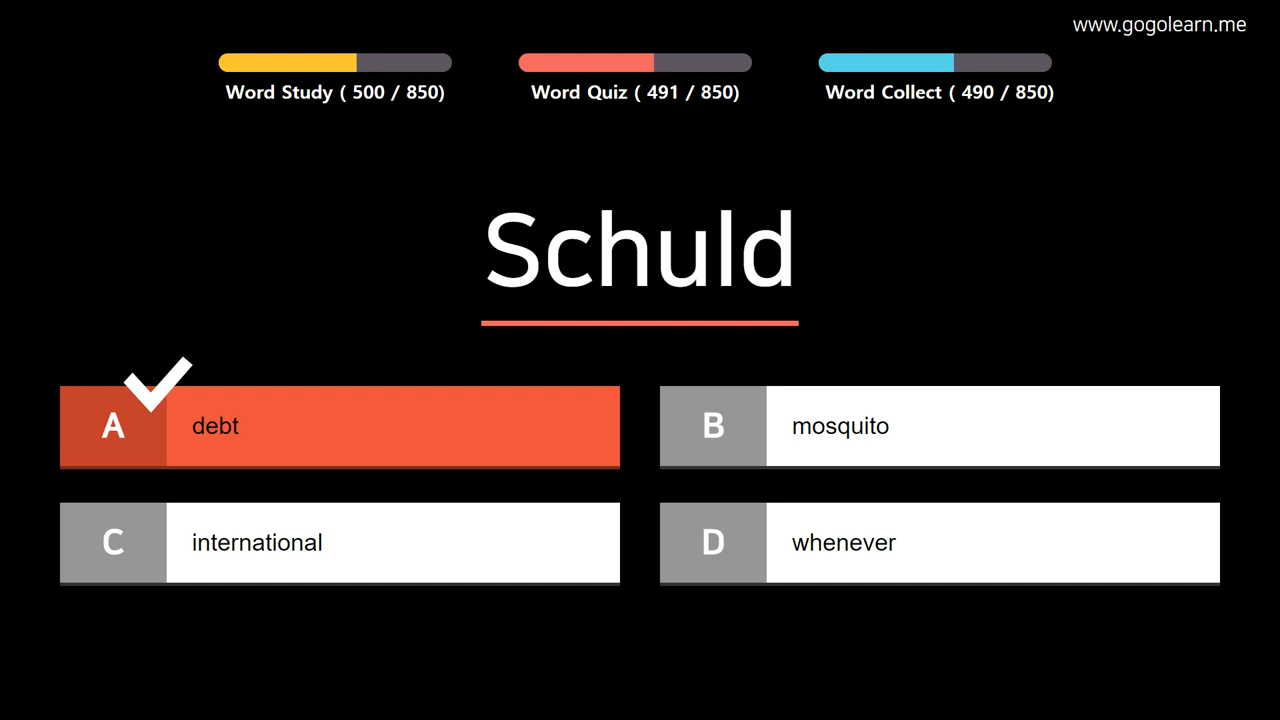 www.gogolearn.me
Word Study ( 500 / 850)
Word Quiz ( 491 / 850)
Word Collect ( 490 / 850)
Schuld
A debt
B mosquito
C international
D whenever